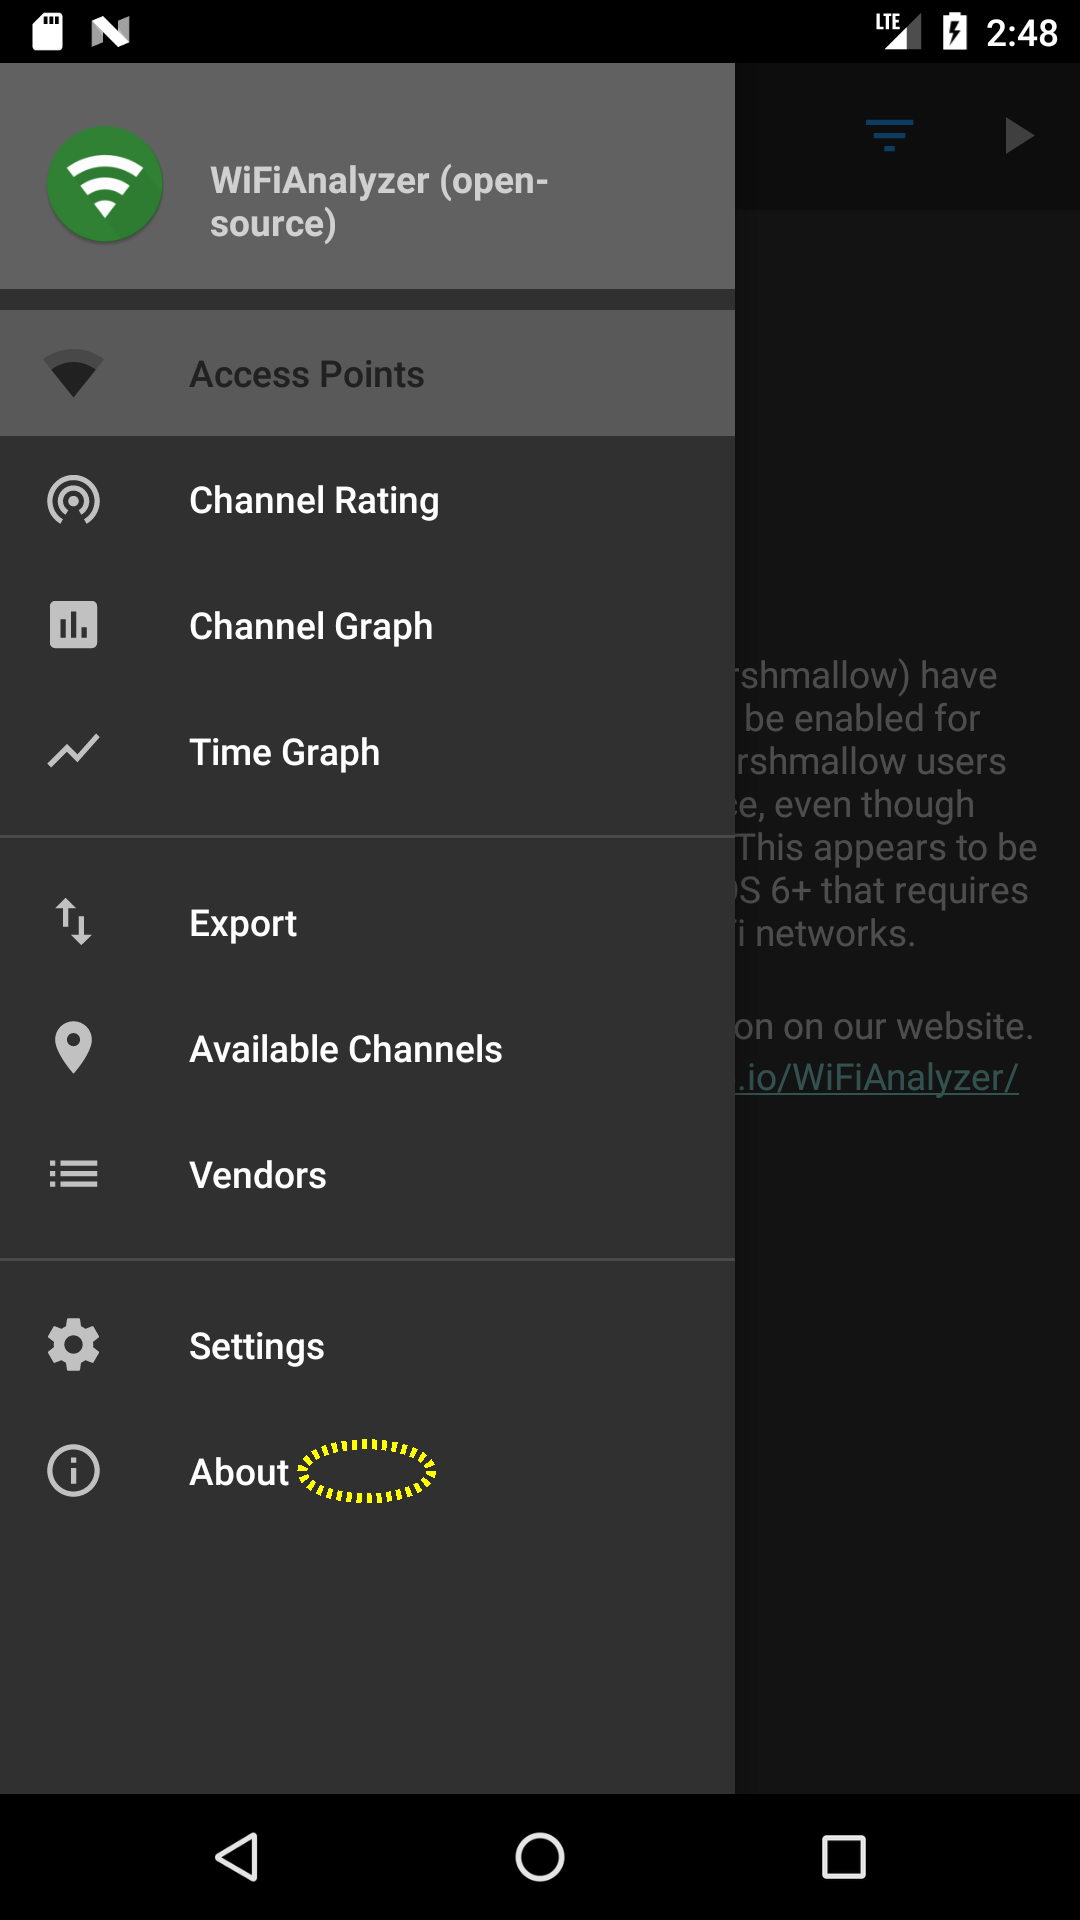 LTE 2:48
WiFiAnalyzer (open-
source)
Access Points
Channel Rating
Channel Graph
Time Graph
Export
Available Channels
Vendors
Settings
About
rshmallow) have
be enabled for
rshmallow users
e, even though
This appears to be
OS 6+ that requires
i networks.
on on our website.
.io/WiFiAnalyzer/